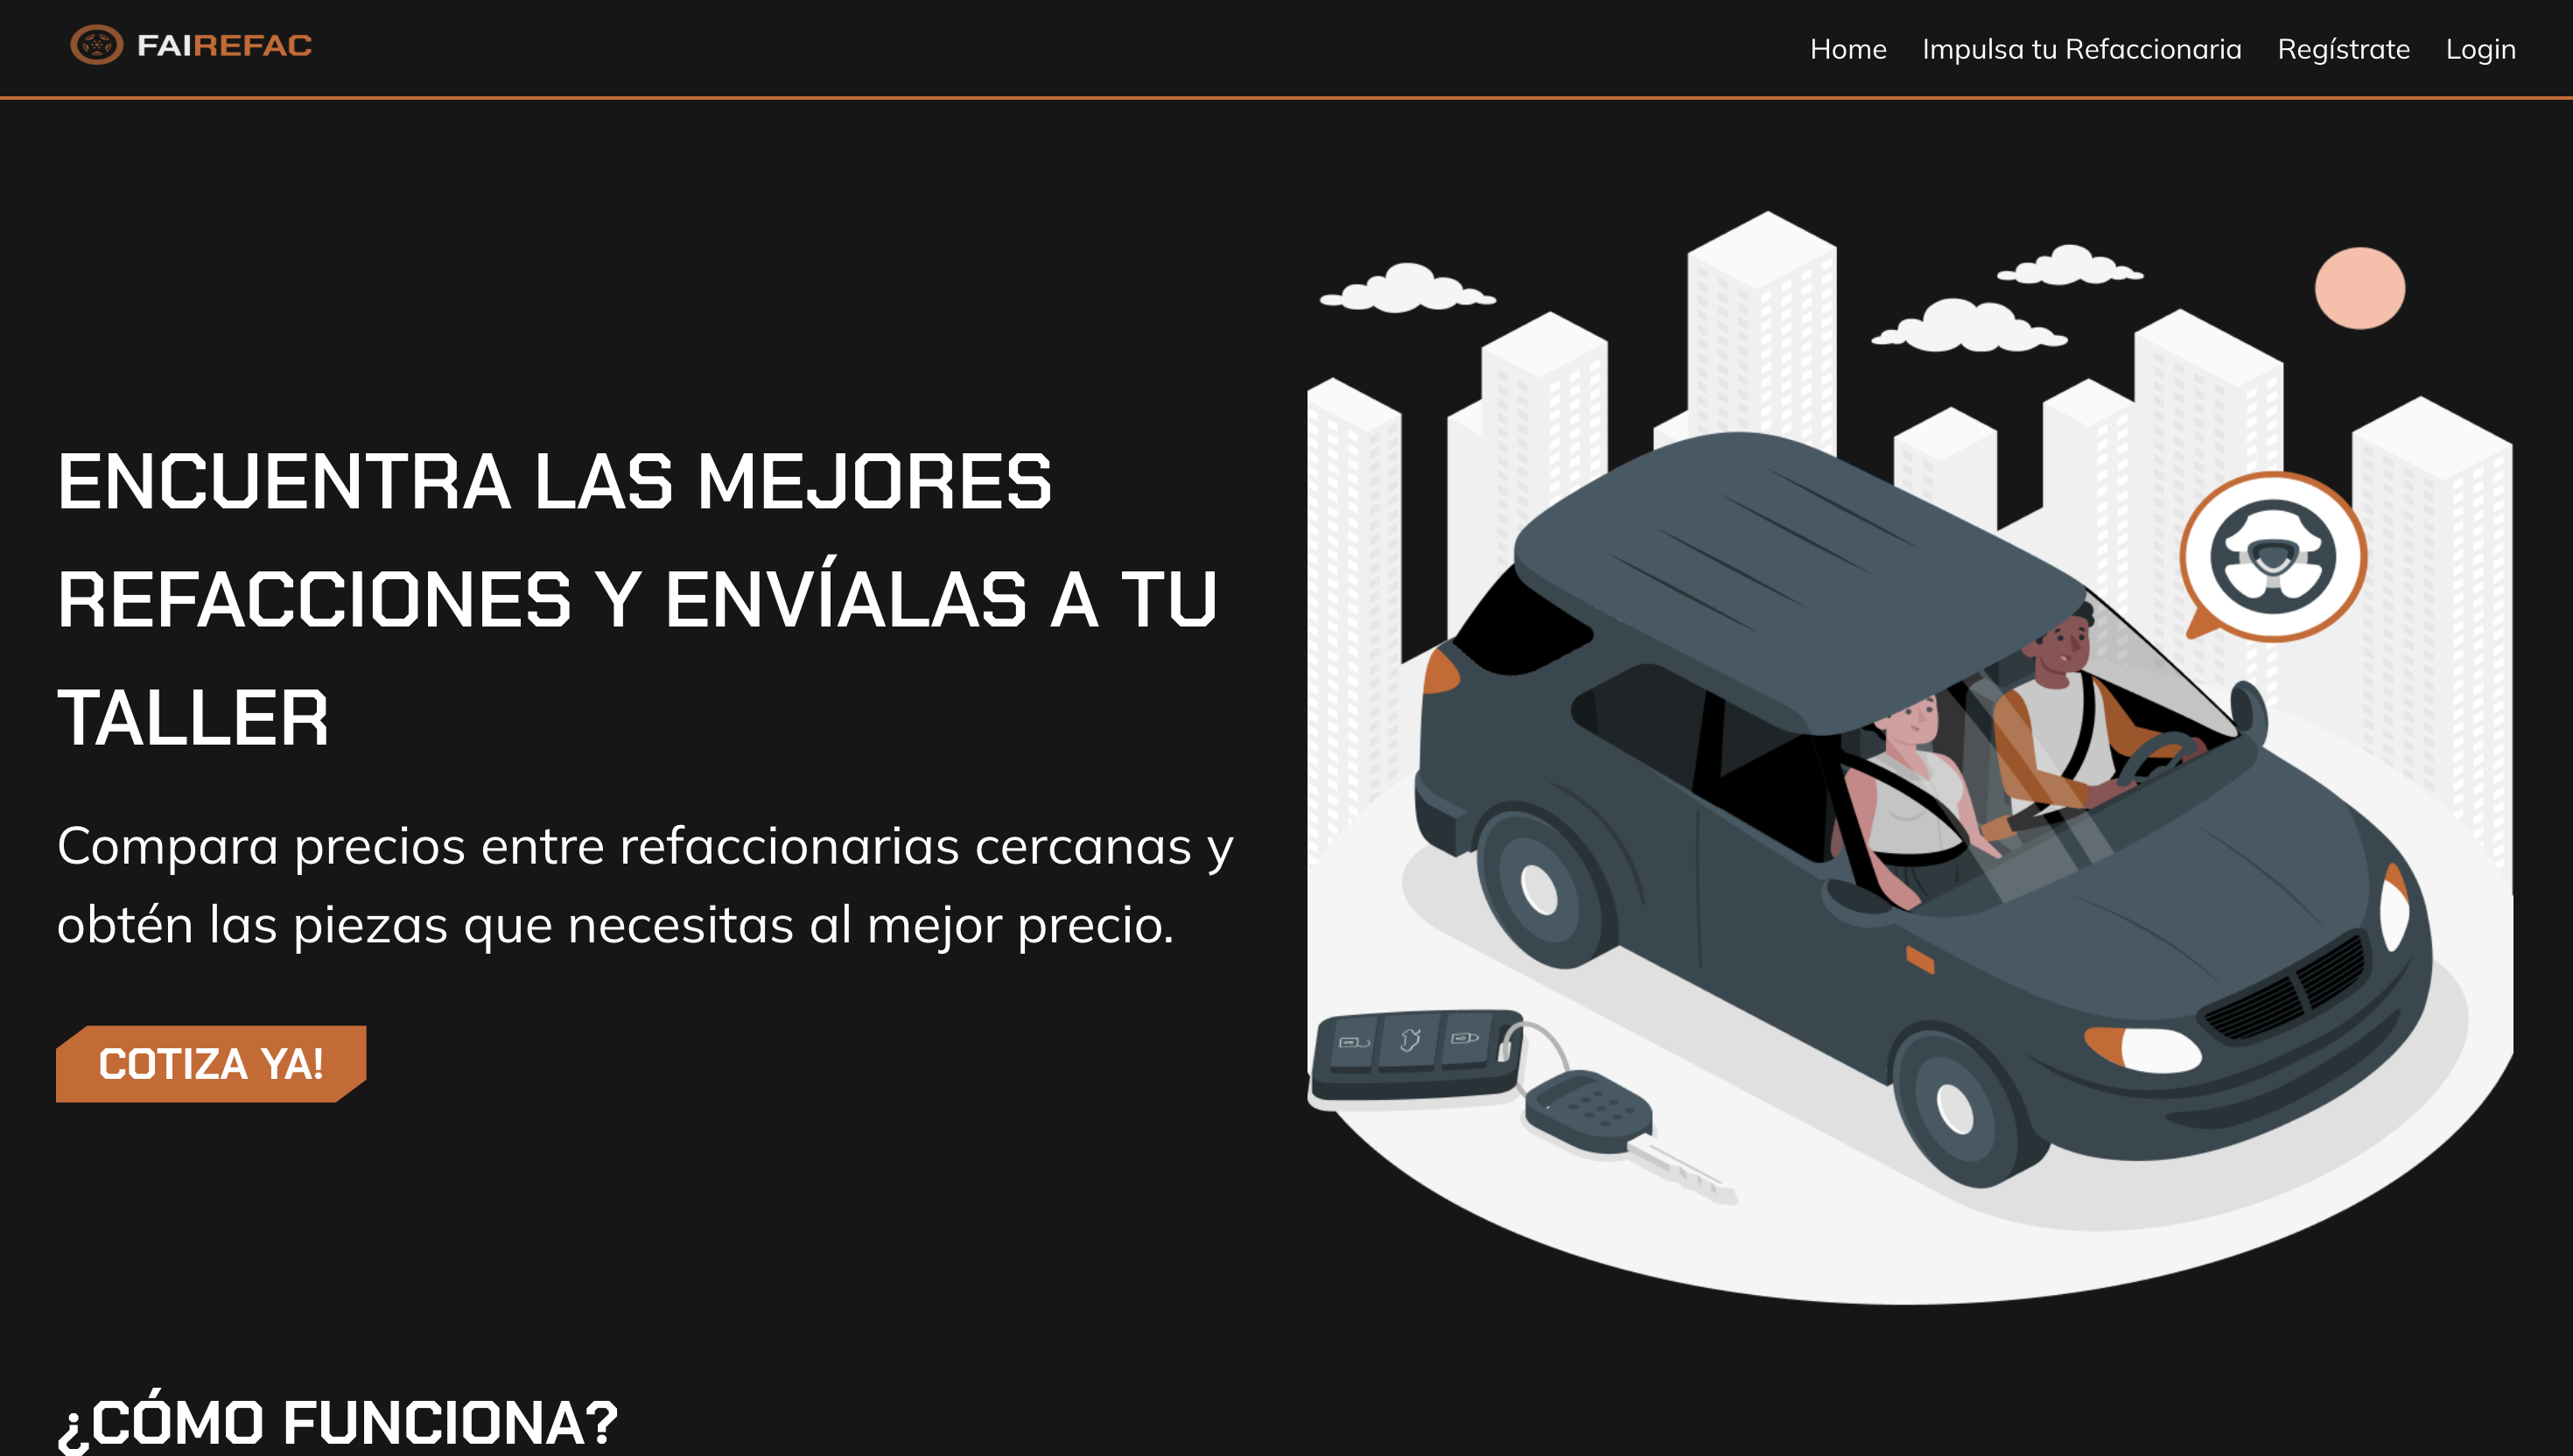 FAIREFAC
Home Impulsa tu Refaccionaria Regístrate Login
ENCUENTRA LAS MEJORES
REFACCIONES Y ENVÍALAS A TU
TALLER
Compara precios entre refaccionarias cercanas y
obtén las piezas que necesitas al mejor precio.
COTIZA YA!
¿CÓMO FUNCIONA?